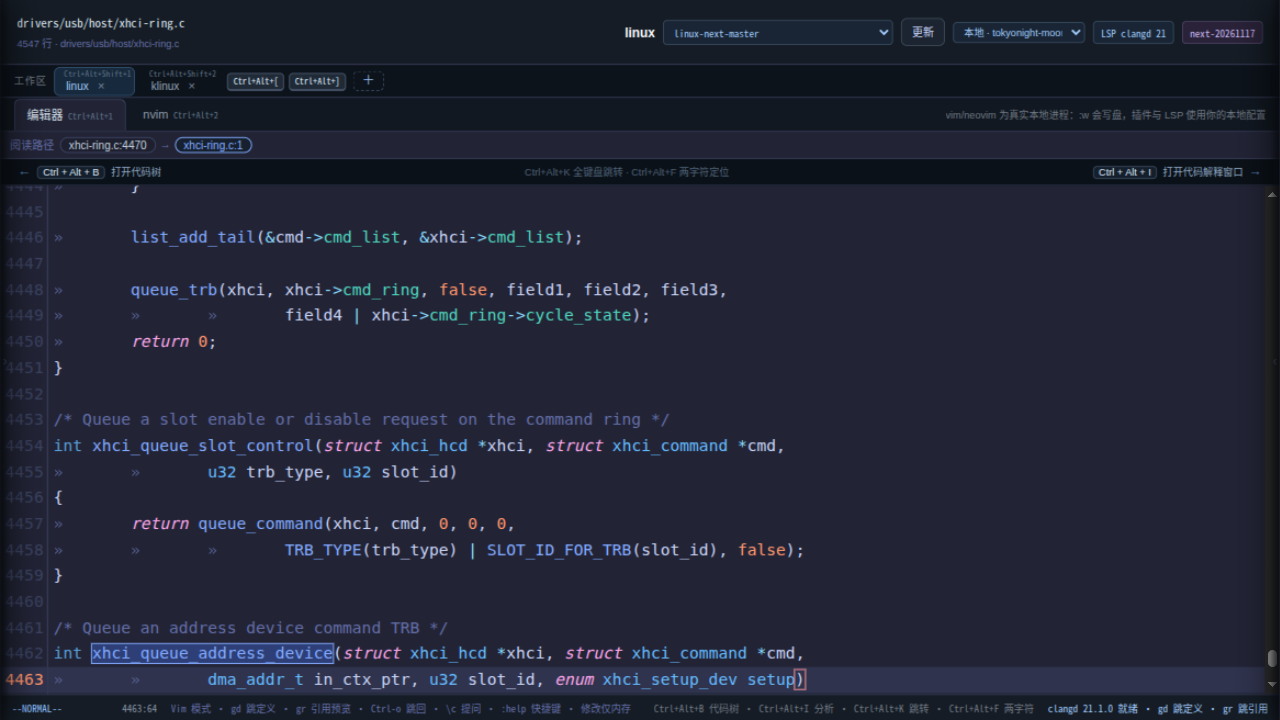 drivers/usb/host/xhci-ring.c
4547 行 · drivers/usb/host/xhci-ring.c
linux linux-next-master 更新 本地 · tokyonight-moon LSP clangd 21 next-20261117
工作区 Ctrl+Alt+Shift+1 linux × Ctrl+Alt+Shift+2 klinux × Ctrl+Alt+[ Ctrl+Alt+] +
编辑器 Ctrl+Alt+1 nvim Ctrl+Alt+2 vim/neovim 为真实本地进程：:w 会写盘，插件与 LSP 使用你的本地配置
阅读路径 xhci-ring.c:4470 → xhci-ring.c:1
← Ctrl + Alt + B 打开代码树 Ctrl+Alt+K 全键盘跳转 · Ctrl+Alt+F 两字符定位 Ctrl + Alt + I 打开代码解释窗口 →
4444 » }
4445
4446 » list_add_tail(&cmd->cmd_list, &xhci->cmd_list);
4447
4448 » queue_trb(xhci, xhci->cmd_ring, false, field1, field2, field3,
4449 » » » field4 | xhci->cmd_ring->cycle_state);
4450 » return 0;
4451 }
4452
4453 /* Queue a slot enable or disable request on the command ring */
4454 int xhci_queue_slot_control(struct xhci_hcd *xhci, struct xhci_command *cmd,
4455 » » u32 trb_type, u32 slot_id)
4456 {
4457 » return queue_command(xhci, cmd, 0, 0, 0,
4458 » » » TRB_TYPE(trb_type) | SLOT_ID_FOR_TRB(slot_id), false);
4459 }
4460
4461 /* Queue an address device command TRB */
4462 int xhci_queue_address_device(struct xhci_hcd *xhci, struct xhci_command *cmd,
4463 » » dma_addr_t in_ctx_ptr, u32 slot_id, enum xhci_setup_dev setup)
--NORMAL-- 4463:64 Vim 模式 · gd 跳定义 · gr 引用预览 · Ctrl-o 跳回 · \c 提问 · :help 快捷键 · 修改仅内存 Ctrl+Alt+B 代码树 · Ctrl+Alt+I 分析 · Ctrl+Alt+K 跳转 · Ctrl+Alt+F 两字符 clangd 21.1.0 就绪 · gd 跳定义 · gr 跳引用